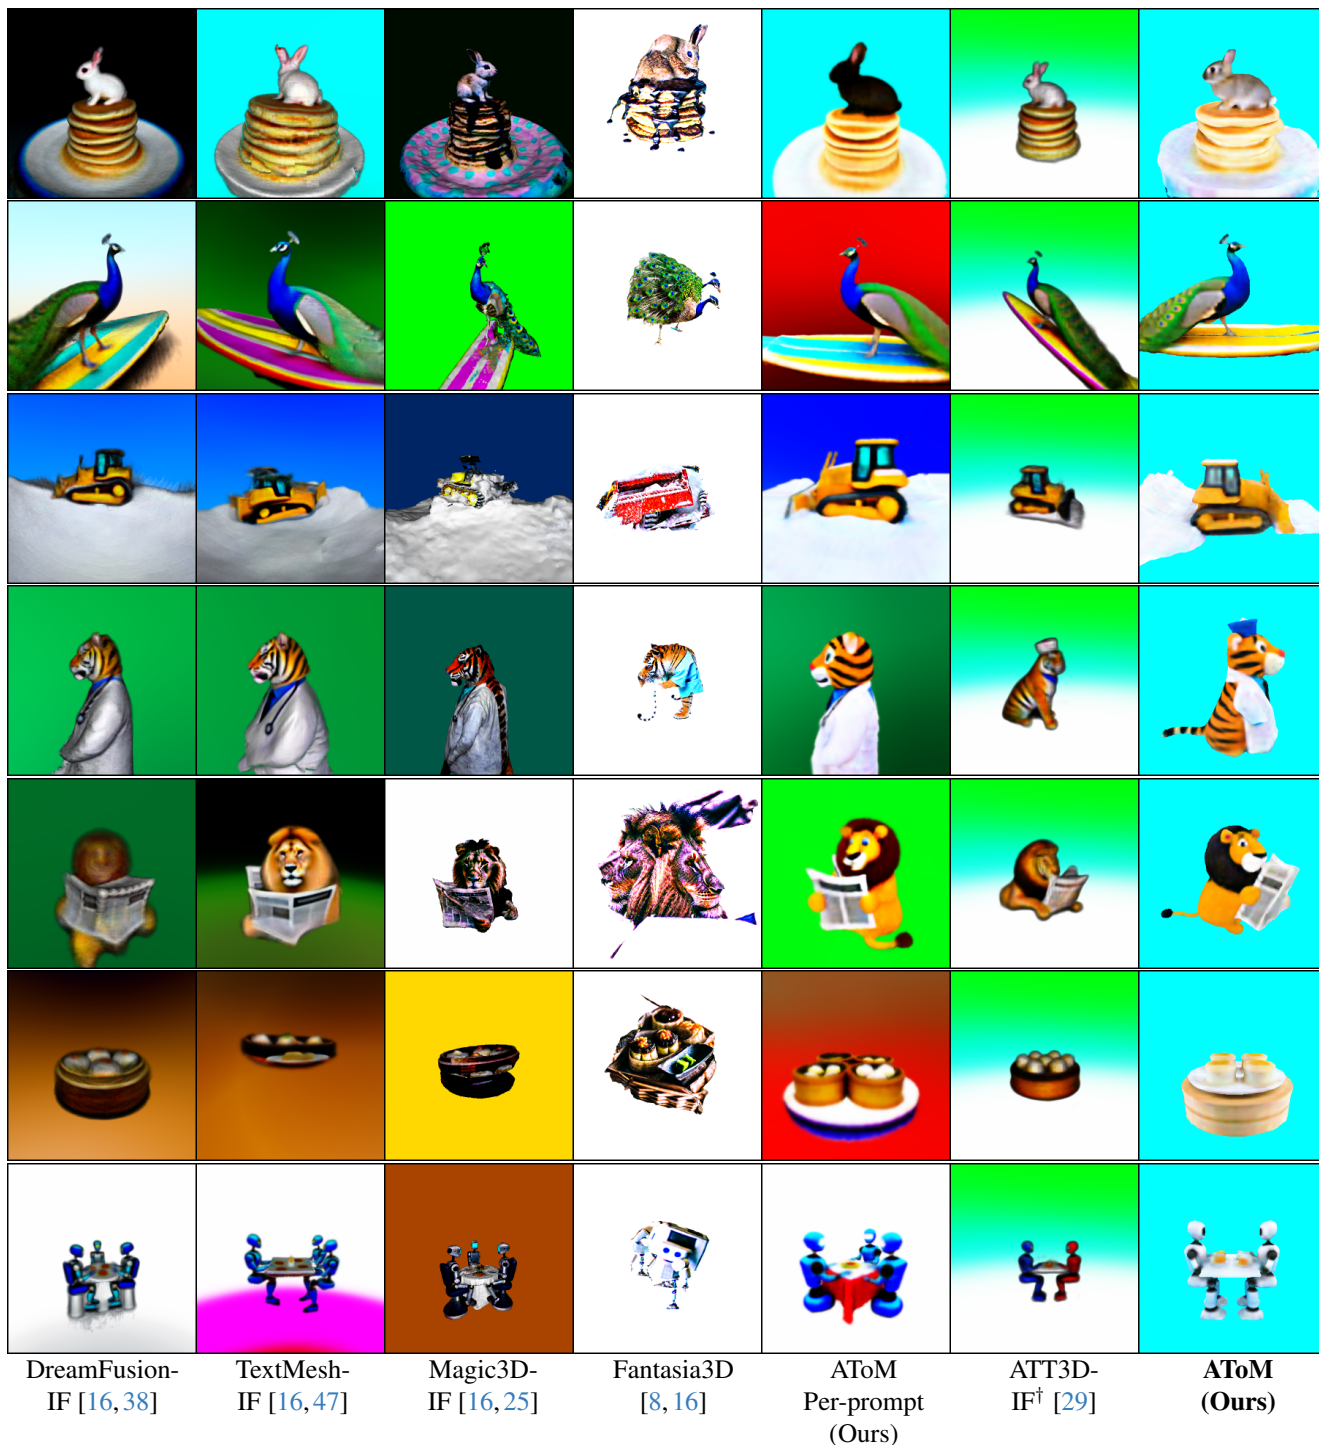 DreamFusion-
IF [16,38]
TextMesh-
IF [16,47]
Magic3D-
IF [16,25]
Fantasia3D
[8,16]
AToM
Per-prompt
(Ours)
ATT3D-
IF† [29]
AToM
(Ours)